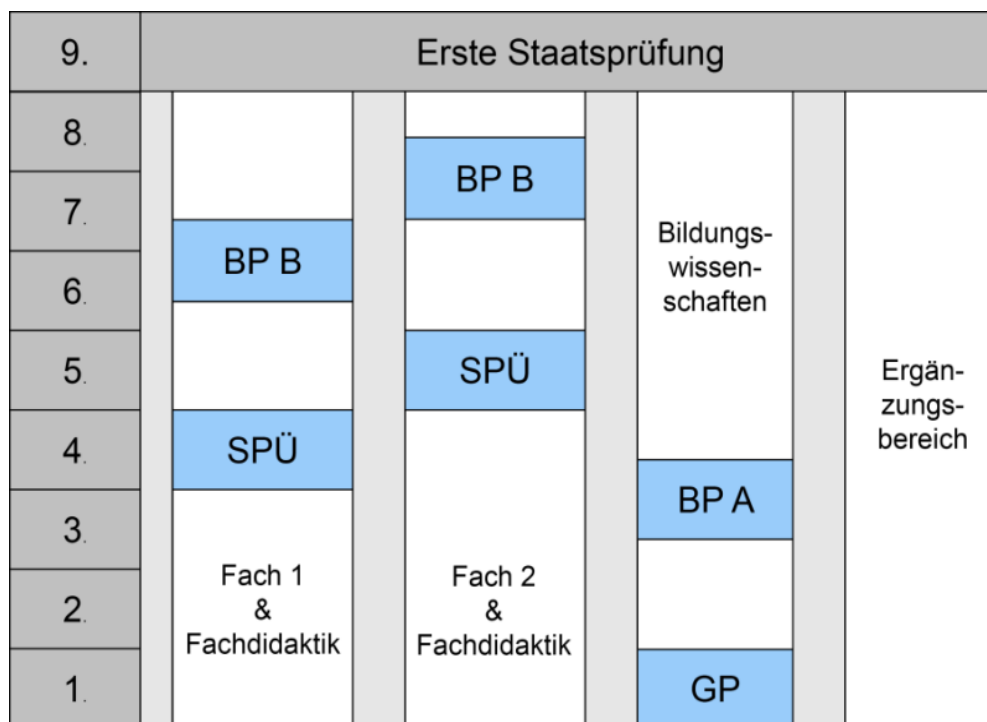 9.
Erste Staatsprüfung
8.
BP B
7.
BP B
Bildungs-
wissen-
schaften
6.
5.
SPÜ
Ergän-
zungs-
bereich
4.
SPÜ
BP A
3.
Fach 1
&
Fachdidaktik
Fach 2
&
Fachdidaktik
2.
1.
GP